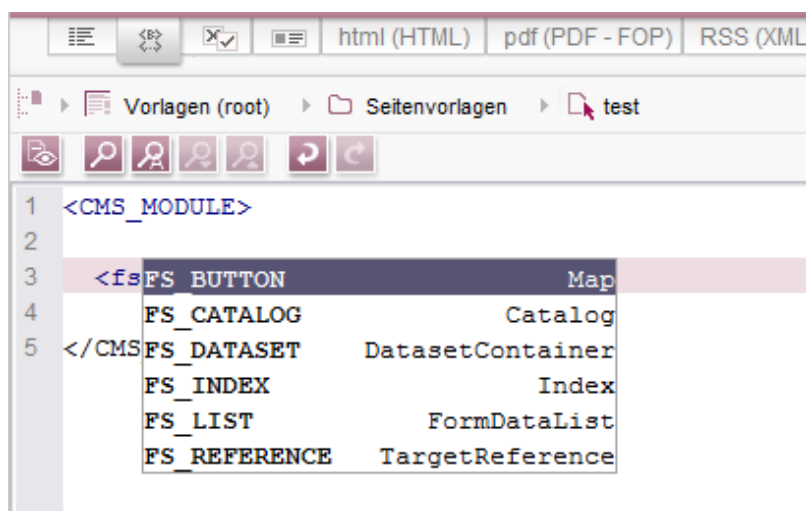 html (HTML) pdf (PDF - FOP) RSS (XML
Vorlagen (root) Seitenvorlagen test
1 <CMS_MODULE>
2
3 <fs FS_BUTTON Map
4 FS_CATALOG Catalog
5 </CMS FS_DATASET DatasetContainer
FS_INDEX Index
FS_LIST FormDataList
FS_REFERENCE TargetReference